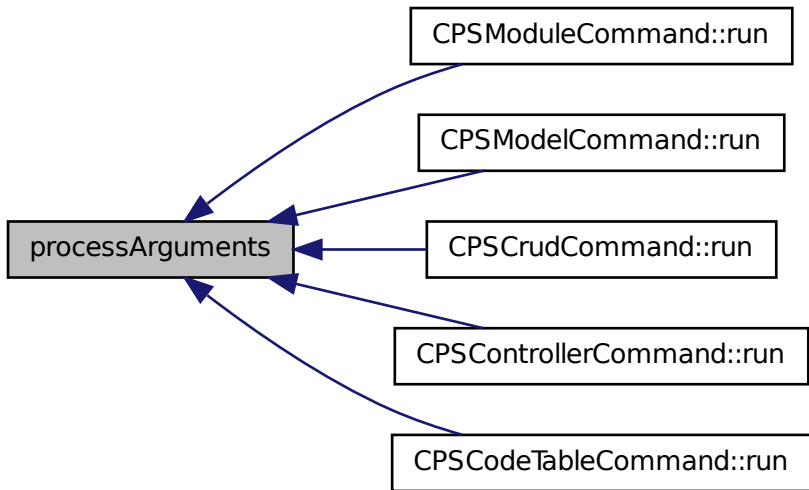 CPSModuleCommand::run
CPSModelCommand::run
processArguments
CPSCrudCommand::run
CPSControllerCommand::run
CPSCodeTableCommand::run